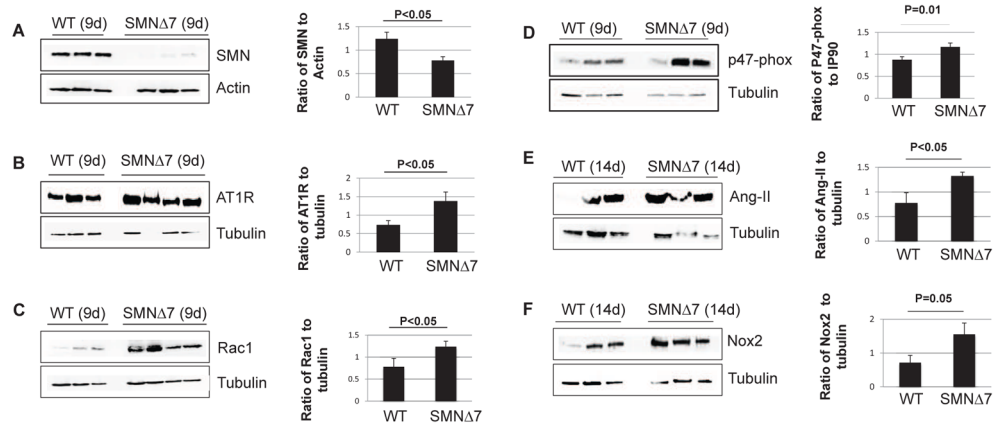 A
WT (9d) SMNΔ7 (9d)
SMN
Actin
P<0.05
Ratio of SMN to
Actin
1.5
1
0.5
0
WT SMNΔ7
B
WT (9d) SMNΔ7 (9d)
AT1R
Tubulin
P<0.05
Ratio of AT1R to
tubulin
2
1.5
1
0.5
0
WT SMNΔ7
C
WT (9d) SMNΔ7 (9d)
Rac1
Tubulin
P<0.05
Ratio of Rac1 to
tubulin
1.5
1
0.5
0
WT SMNΔ7
D
WT (9d) SMNΔ7 (9d)
p47-phox
Tubulin
P=0.01
Ratio of P47-phox
to IP90
1.5
1
0.5
0
WT SMNΔ7
E
WT (14d) SMNΔ7 (14d)
Ang-II
Tubulin
P<0.05
Ratio of Ang-II to
tubulin
1.5
1
0.5
0
WT SMNΔ7
F
WT (14d) SMNΔ7 (14d)
Nox2
Tubulin
P=0.05
Ratio of Nox2 to
tubulin
2
1
0
WT SMNΔ7